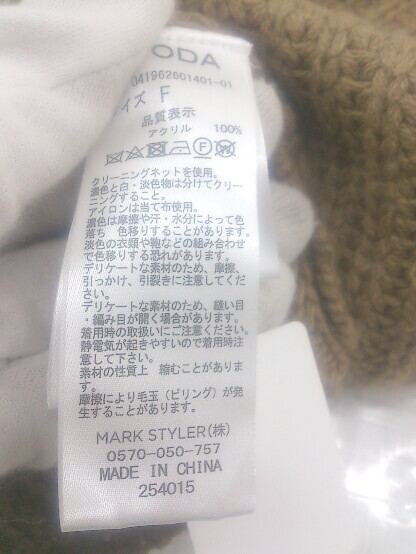 ODA
041962601401-01
イズ F
品質表示
アクリル 100%
クリーニングネットを使用。
濃色と白・淡色物は分けてクリー
ニングすること。
アイロンは当て布使用。
濃色は摩擦や汗・水分によって色
落ち 色移りすることがあります。
淡色の衣類や鞄などの組み合わせ
で色移りする恐れがあります。
デリケートな素材のため、摩擦、
引っかけ、引裂きに注意してくだ
さい。
デリケートな素材のため、縫い目
・編み目が開く場合があります。
着用時の取扱いにご注意ください。
静電気が起きやすいので着用時注
意して下さい。
素材の性質上 縮むことがありま
す。
摩擦により毛玉（ピリング）が発
生することがあります。
MARK STYLER(株)
0570-050-757
MADE IN CHINA
254015